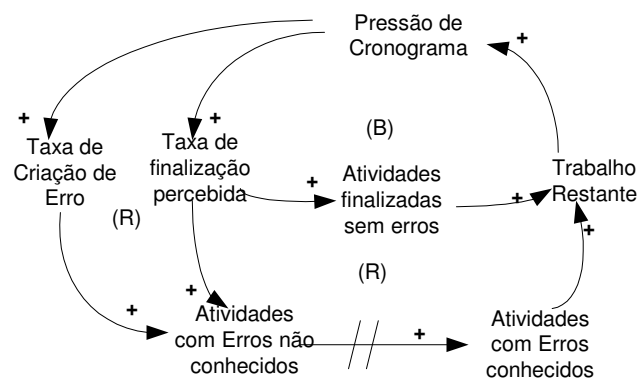 Pressão de
Cronograma
+
+
+
Taxa de
Criação de
Erro
Taxa de
finalização
percebida
(B)
+
Atividades
finalizadas
sem erros
+
Trabalho
Restante
+
(R)
(R)
+
+
Atividades
com Erros não
conhecidos
+
Atividades
com Erros
conhecidos